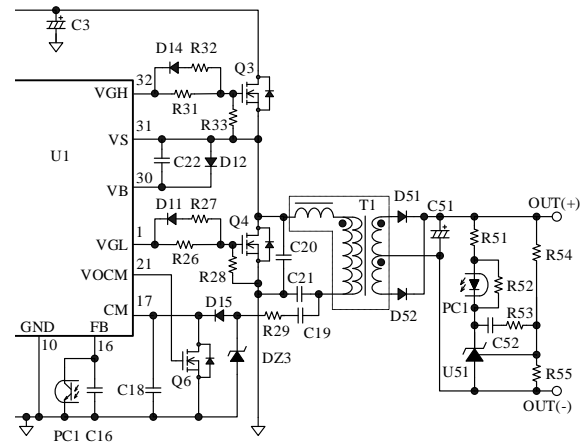 C3
D14 R32
32
Q3
VGH
R31
R33
31
VS
U1
C22 D12
30
VB
D11 R27
T1
D51
C51
OUT(+)
1
Q4
VGL
R26
R51
R54
C20
VOCM
21
R28
C21
R52
PC1
CM
17
D15
D52
R53
R29
C19
C52
GND
FB
DZ3
U51
10
16
Q6
C18
R55
OUT(-)
PC1 C16